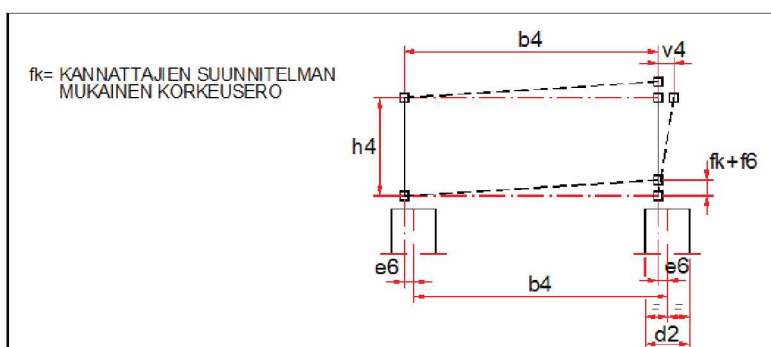 b4
v4
fk= KANNATTAJIEN SUUNNITELMAN
MUKAINEN KORKEUSERO
h4
fk+f6
e6
e6
b4
= =
d2